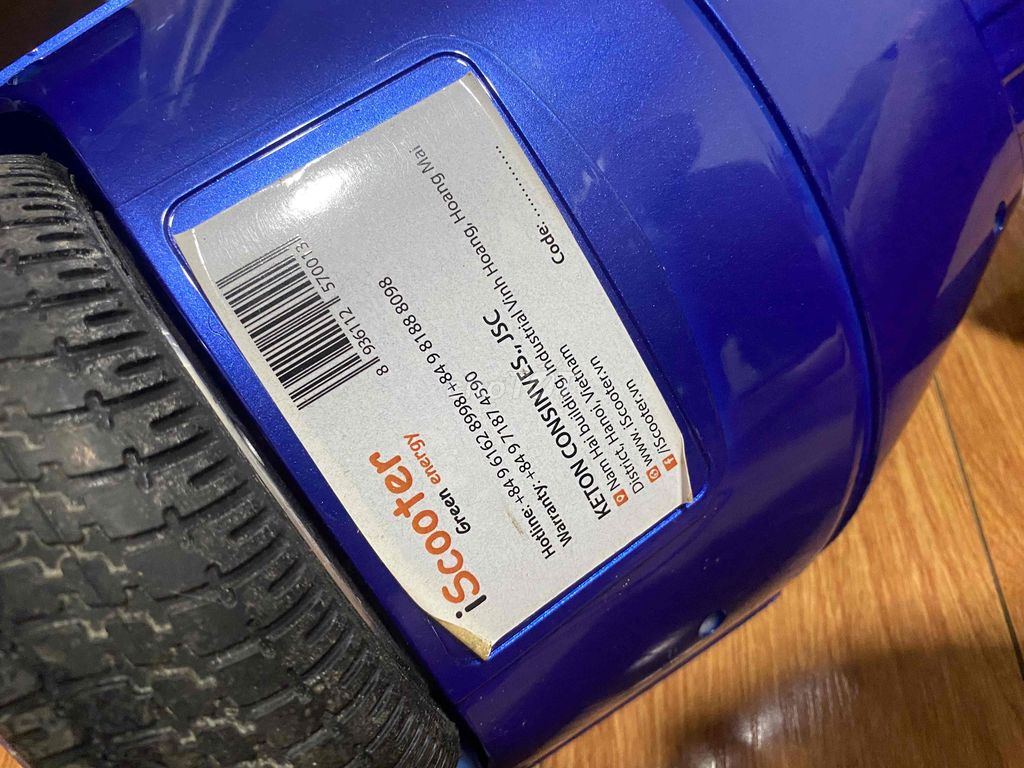 iScooter
Green energy
8 936112 570013
Hotline:+84 9 6162 8998/+84 9 8188 8098
Warranty:+84 9 7187 4590
KETON CONSINVES., JSC
Nam Hai building, Industrial Vinh Hoang, Hoang Mai
District, Hanoi, Vietnam
www.iScooter.vn
/iScooter.vn
Code: ....................